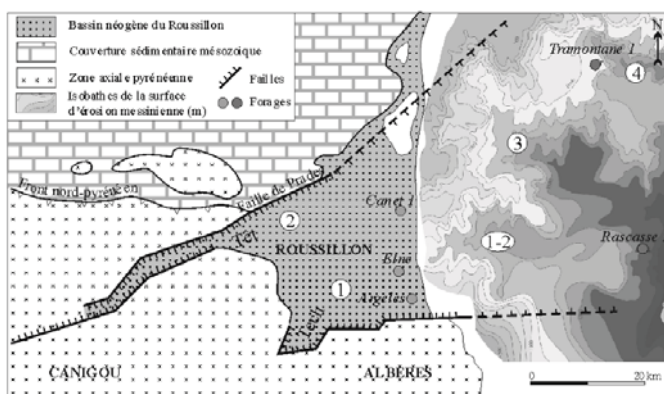 Bassin néogène du Roussillon
Couverture sédimentaire mésozoïque
Zone axiale pyrénéenne
Failles
Isobathes de la surface
d'érosion messinienne (m)
Forages
N
Tramontane 1
4
3
Front nord-pyrénéen
Faille de Prades
Canet 1
2
Têt
ROUSSILLON
1-2
Rascasse
Elne
1
Argelès
Tech
CANIGOU
ALBÈRES
0
20 km